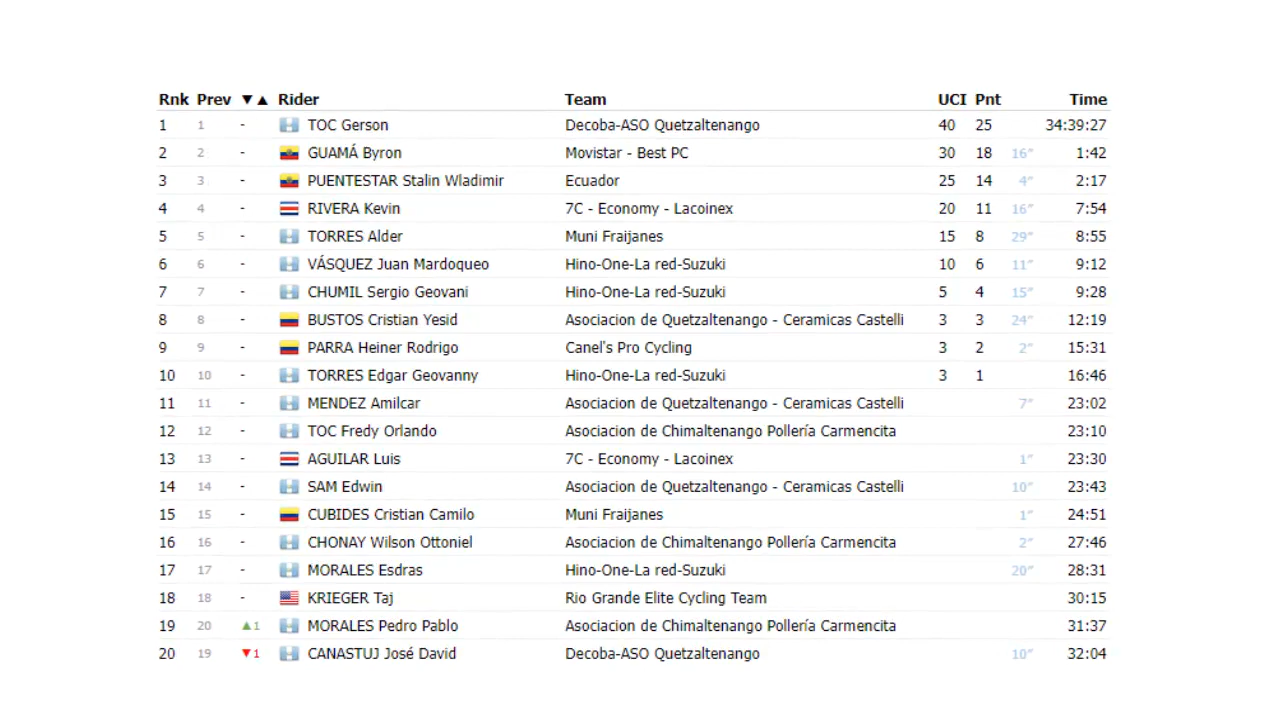 Rnk Prev ▼▲ Rider Team UCI Pnt Time
1 1 - TOC Gerson Decoba-ASO Quetzaltenango 40 25 34:39:27
2 2 - GUAMÁ Byron Movistar - Best PC 30 18 16″ 1:42
3 3 - PUENTESTAR Stalin Wladimir Ecuador 25 14 4″ 2:17
4 4 - RIVERA Kevin 7C - Economy - Lacoinex 20 11 16″ 7:54
5 5 - TORRES Alder Muni Fraijanes 15 8 29″ 8:55
6 6 - VÁSQUEZ Juan Mardoqueo Hino-One-La red-Suzuki 10 6 11″ 9:12
7 7 - CHUMIL Sergio Geovani Hino-One-La red-Suzuki 5 4 15″ 9:28
8 8 - BUSTOS Cristian Yesid Asociacion de Quetzaltenango - Ceramicas Castelli 3 3 24″ 12:19
9 9 - PARRA Heiner Rodrigo Canel's Pro Cycling 3 2 2″ 15:31
10 10 - TORRES Edgar Geovanny Hino-One-La red-Suzuki 3 1 16:46
11 11 - MENDEZ Amilcar Asociacion de Quetzaltenango - Ceramicas Castelli 7″ 23:02
12 12 - TOC Fredy Orlando Asociacion de Chimaltenango Pollería Carmencita 23:10
13 13 - AGUILAR Luis 7C - Economy - Lacoinex 1″ 23:30
14 14 - SAM Edwin Asociacion de Quetzaltenango - Ceramicas Castelli 10″ 23:43
15 15 - CUBIDES Cristian Camilo Muni Fraijanes 1″ 24:51
16 16 - CHONAY Wilson Ottoniel Asociacion de Chimaltenango Pollería Carmencita 2″ 27:46
17 17 - MORALES Esdras Hino-One-La red-Suzuki 20″ 28:31
18 18 - KRIEGER Taj Rio Grande Elite Cycling Team 30:15
19 20 ▲1 MORALES Pedro Pablo Asociacion de Chimaltenango Pollería Carmencita 31:37
20 19 ▼1 CANASTUJ José David Decoba-ASO Quetzaltenango 10″ 32:04